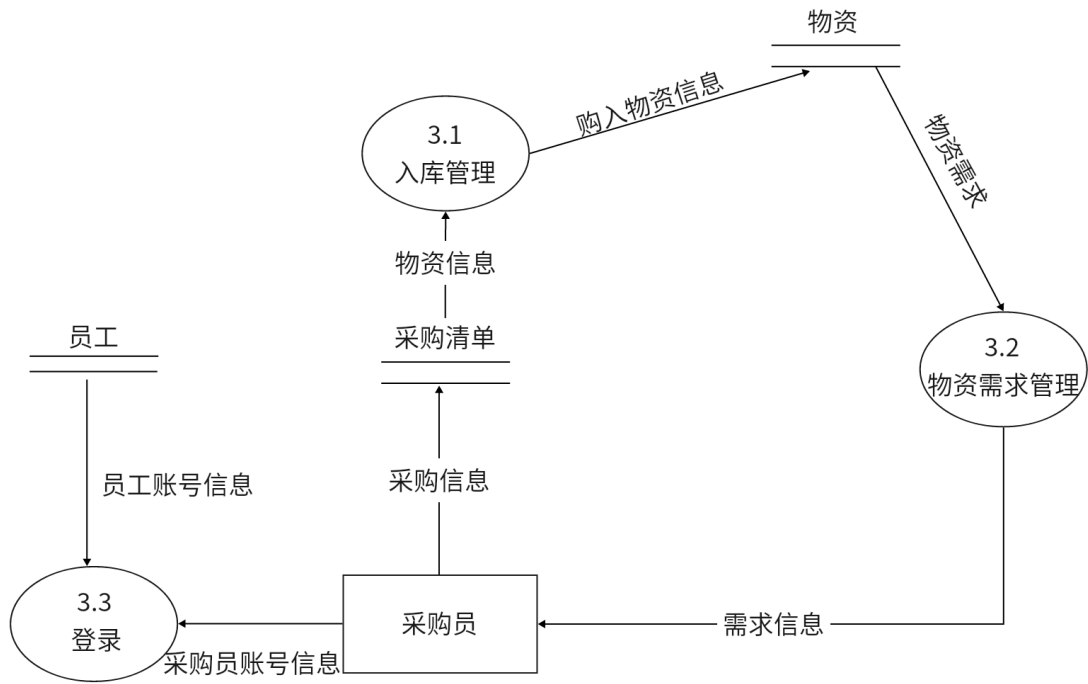 物资
购入物资信息
3.1
入库管理
物资需求
物资信息
员工
采购清单
3.2
物资需求管理
员工账号信息
采购信息
3.3
登录
采购员
需求信息
采购员账号信息